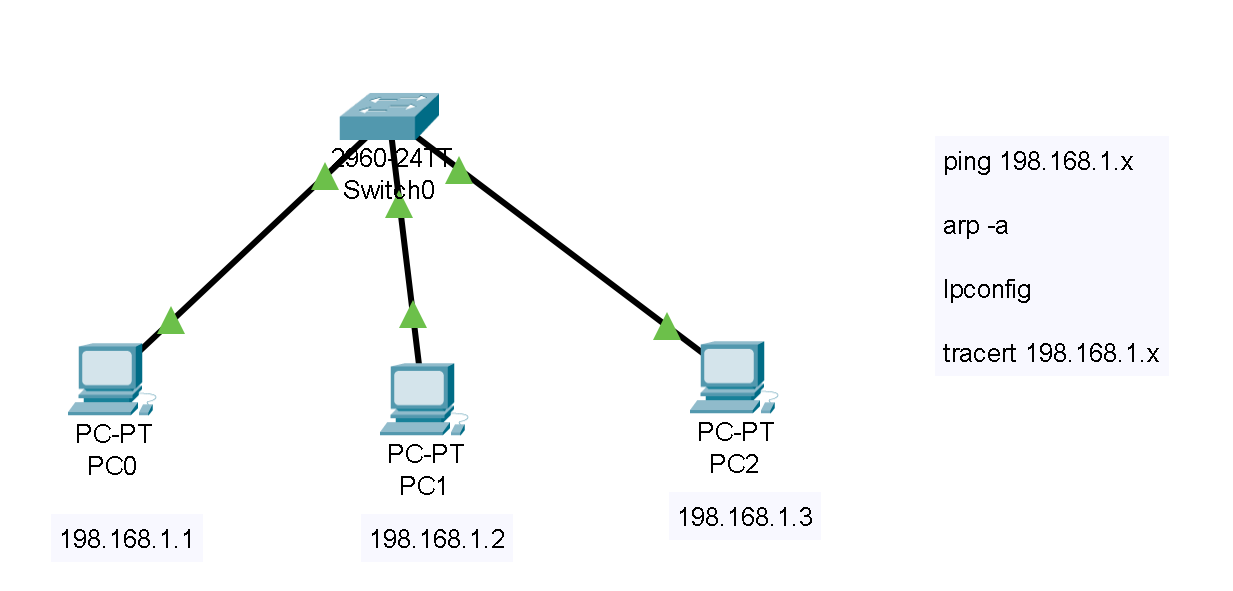 2960-24TT
Switch0
PC-PT
PC0
198.168.1.1
PC-PT
PC1
198.168.1.2
PC-PT
PC2
198.168.1.3
ping 198.168.1.x
arp -a
Ipconfig
tracert 198.168.1.x